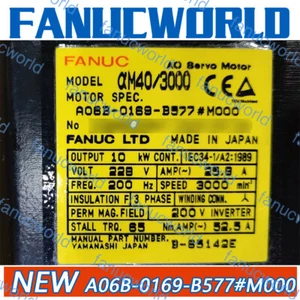 FANUCWORLD
FANUC AC Servo Motor
MODEL αM40/3000
MOTOR SPEC.
A06B-0169-B577#M000
No
FANUC LTD MADE IN JAPAN
OUTPUT 10 kW CONT. IEC34-1/A2:1989
VOLT 228 V AMP(~) 25.8 A
FREQ. 200 Hz SPEED 3000 min⁻¹
INSULATION F 3 PHASE WINDING CONN.
PERM MAG.FIELD 200 V INVERTER
STALL TRQ. 65 Nm AMP(~) 52.5 A
MANUAL PART NUMBER. B-65142E
YAMANASHI JAPAN
NEW A06B-0169-B577#M000